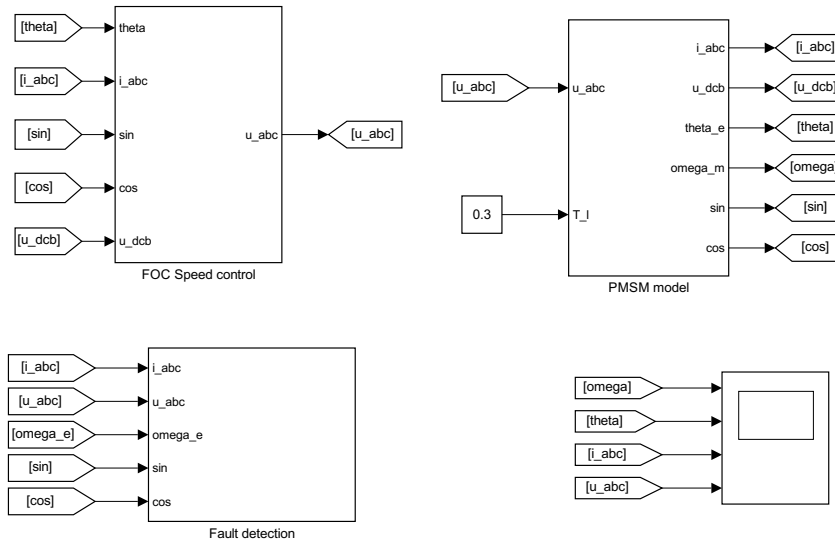 [theta]
theta
[i_abc]
i_abc
[sin]
sin
[cos]
cos
[u_dcb]
u_dcb
u_abc
[u_abc]
FOC Speed control
[u_abc]
u_abc
0.3
T_l
i_abc
[i_abc]
u_dcb
[u_dcb]
theta_e
[theta]
omega_m
[omega]
sin
[sin]
cos
[cos]
PMSM model
[i_abc]
i_abc
[u_abc]
u_abc
[omega_e]
omega_e
[sin]
sin
[cos]
cos
Fault detection
[omega]
[theta]
[i_abc]
[u_abc]